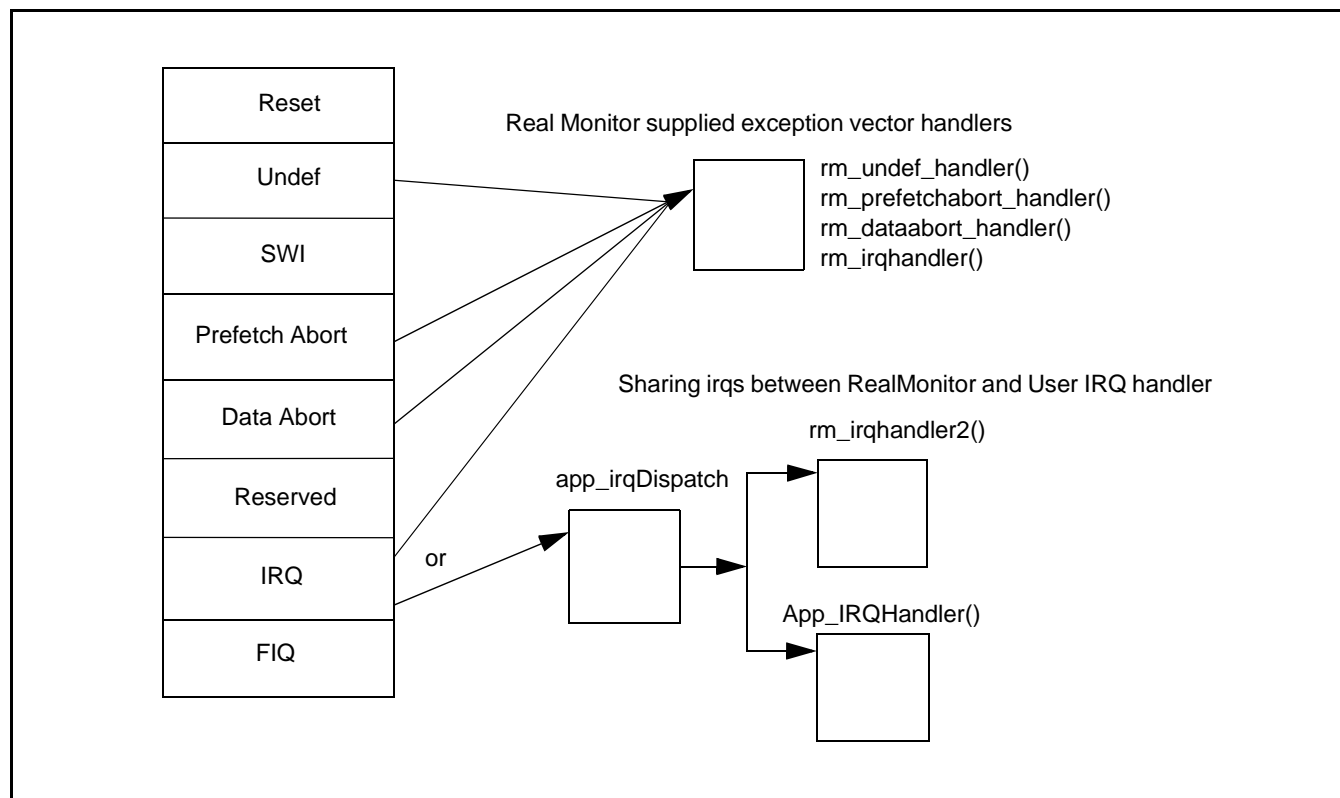 Reset
Undef
SWI
Prefetch Abort
Data Abort
Reserved
IRQ
FIQ
Real Monitor supplied exception vector handlers
rm_undef_handler()
rm_prefetchabort_handler()
rm_dataabort_handler()
rm_irqhandler()
Sharing irqs between RealMonitor and User IRQ handler
rm_irqhandler2()
app_irqDispatch
or
App_IRQHandler()